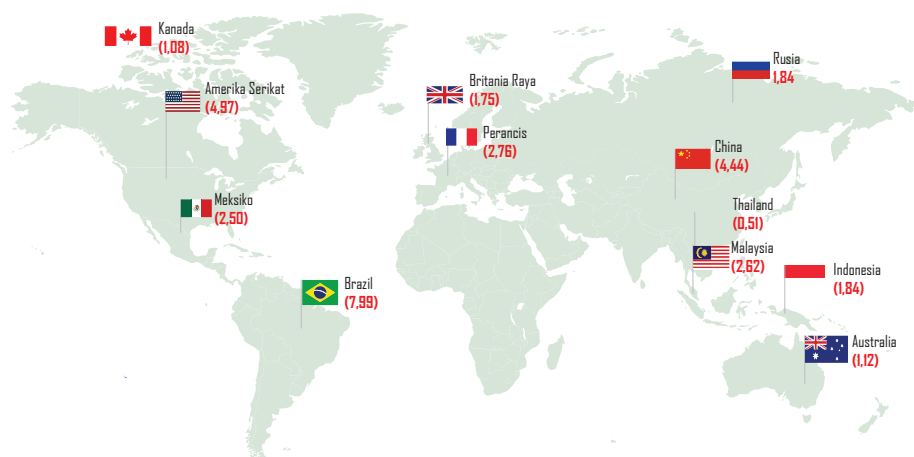 Kanada
(1,08)
Amerika Serikat
(4,97)
Meksiko
(2,50)
Brazil
(7,99)
Britania Raya
(1,75)
Perancis
(2,76)
Rusia
1,84
China
(4,44)
Thailand
(0,51)
Malaysia
(2,62)
Indonesia
(1,84)
Australia
(1,12)